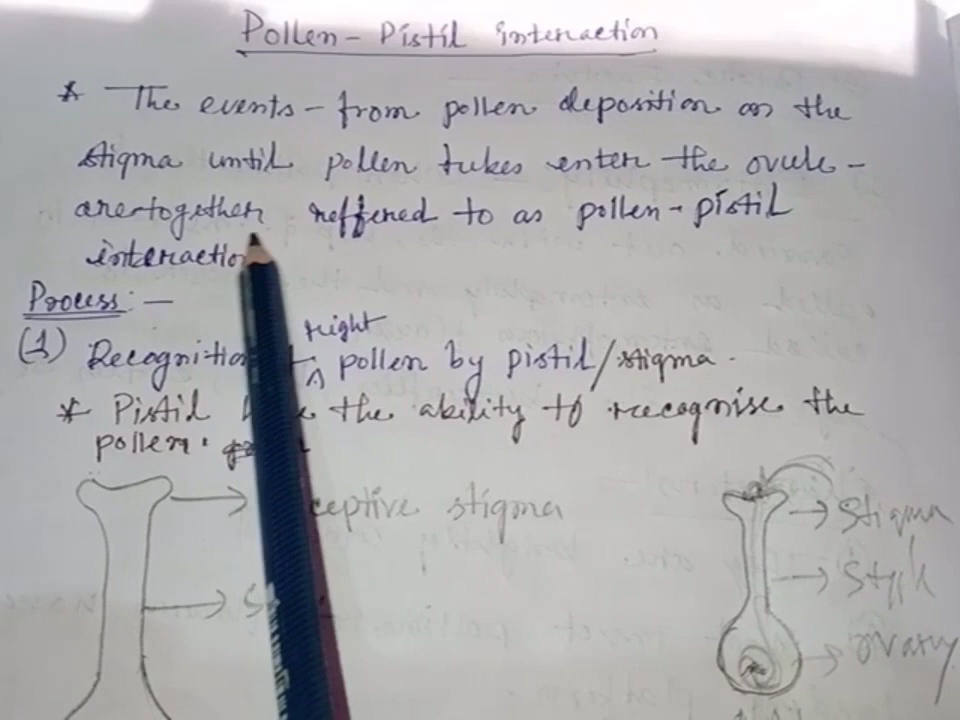 Pollen - Pistil interaction
* The events - from pollen deposition on the
stigma until pollen tubes enter the ovule -
are together reffered to as pollen - pistil
interaction
Process: -
(1) Recognition right pollen by pistil/stigma.
* Pistil the ability to recognise the
pollen.
ceptive stigma
Stigma
Style
Ovary